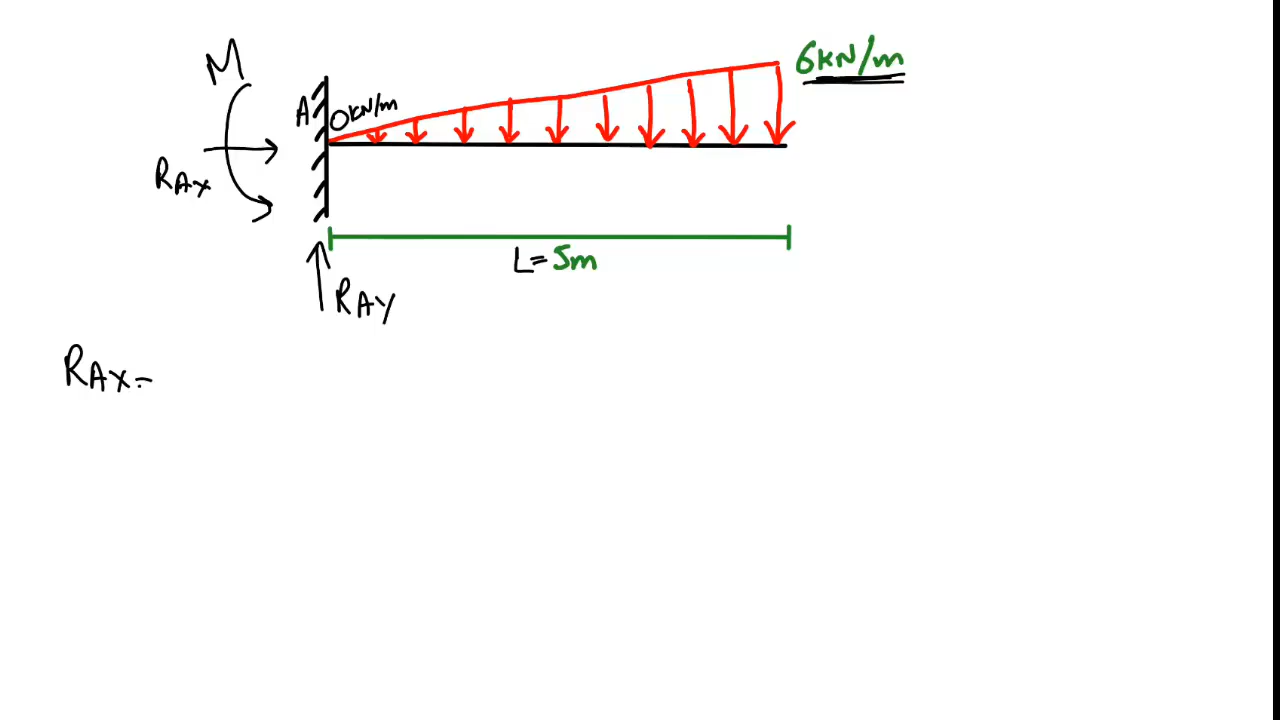 M
6kN/m
A
0kN/m
RAx
L= 5m
RAy
RAx=